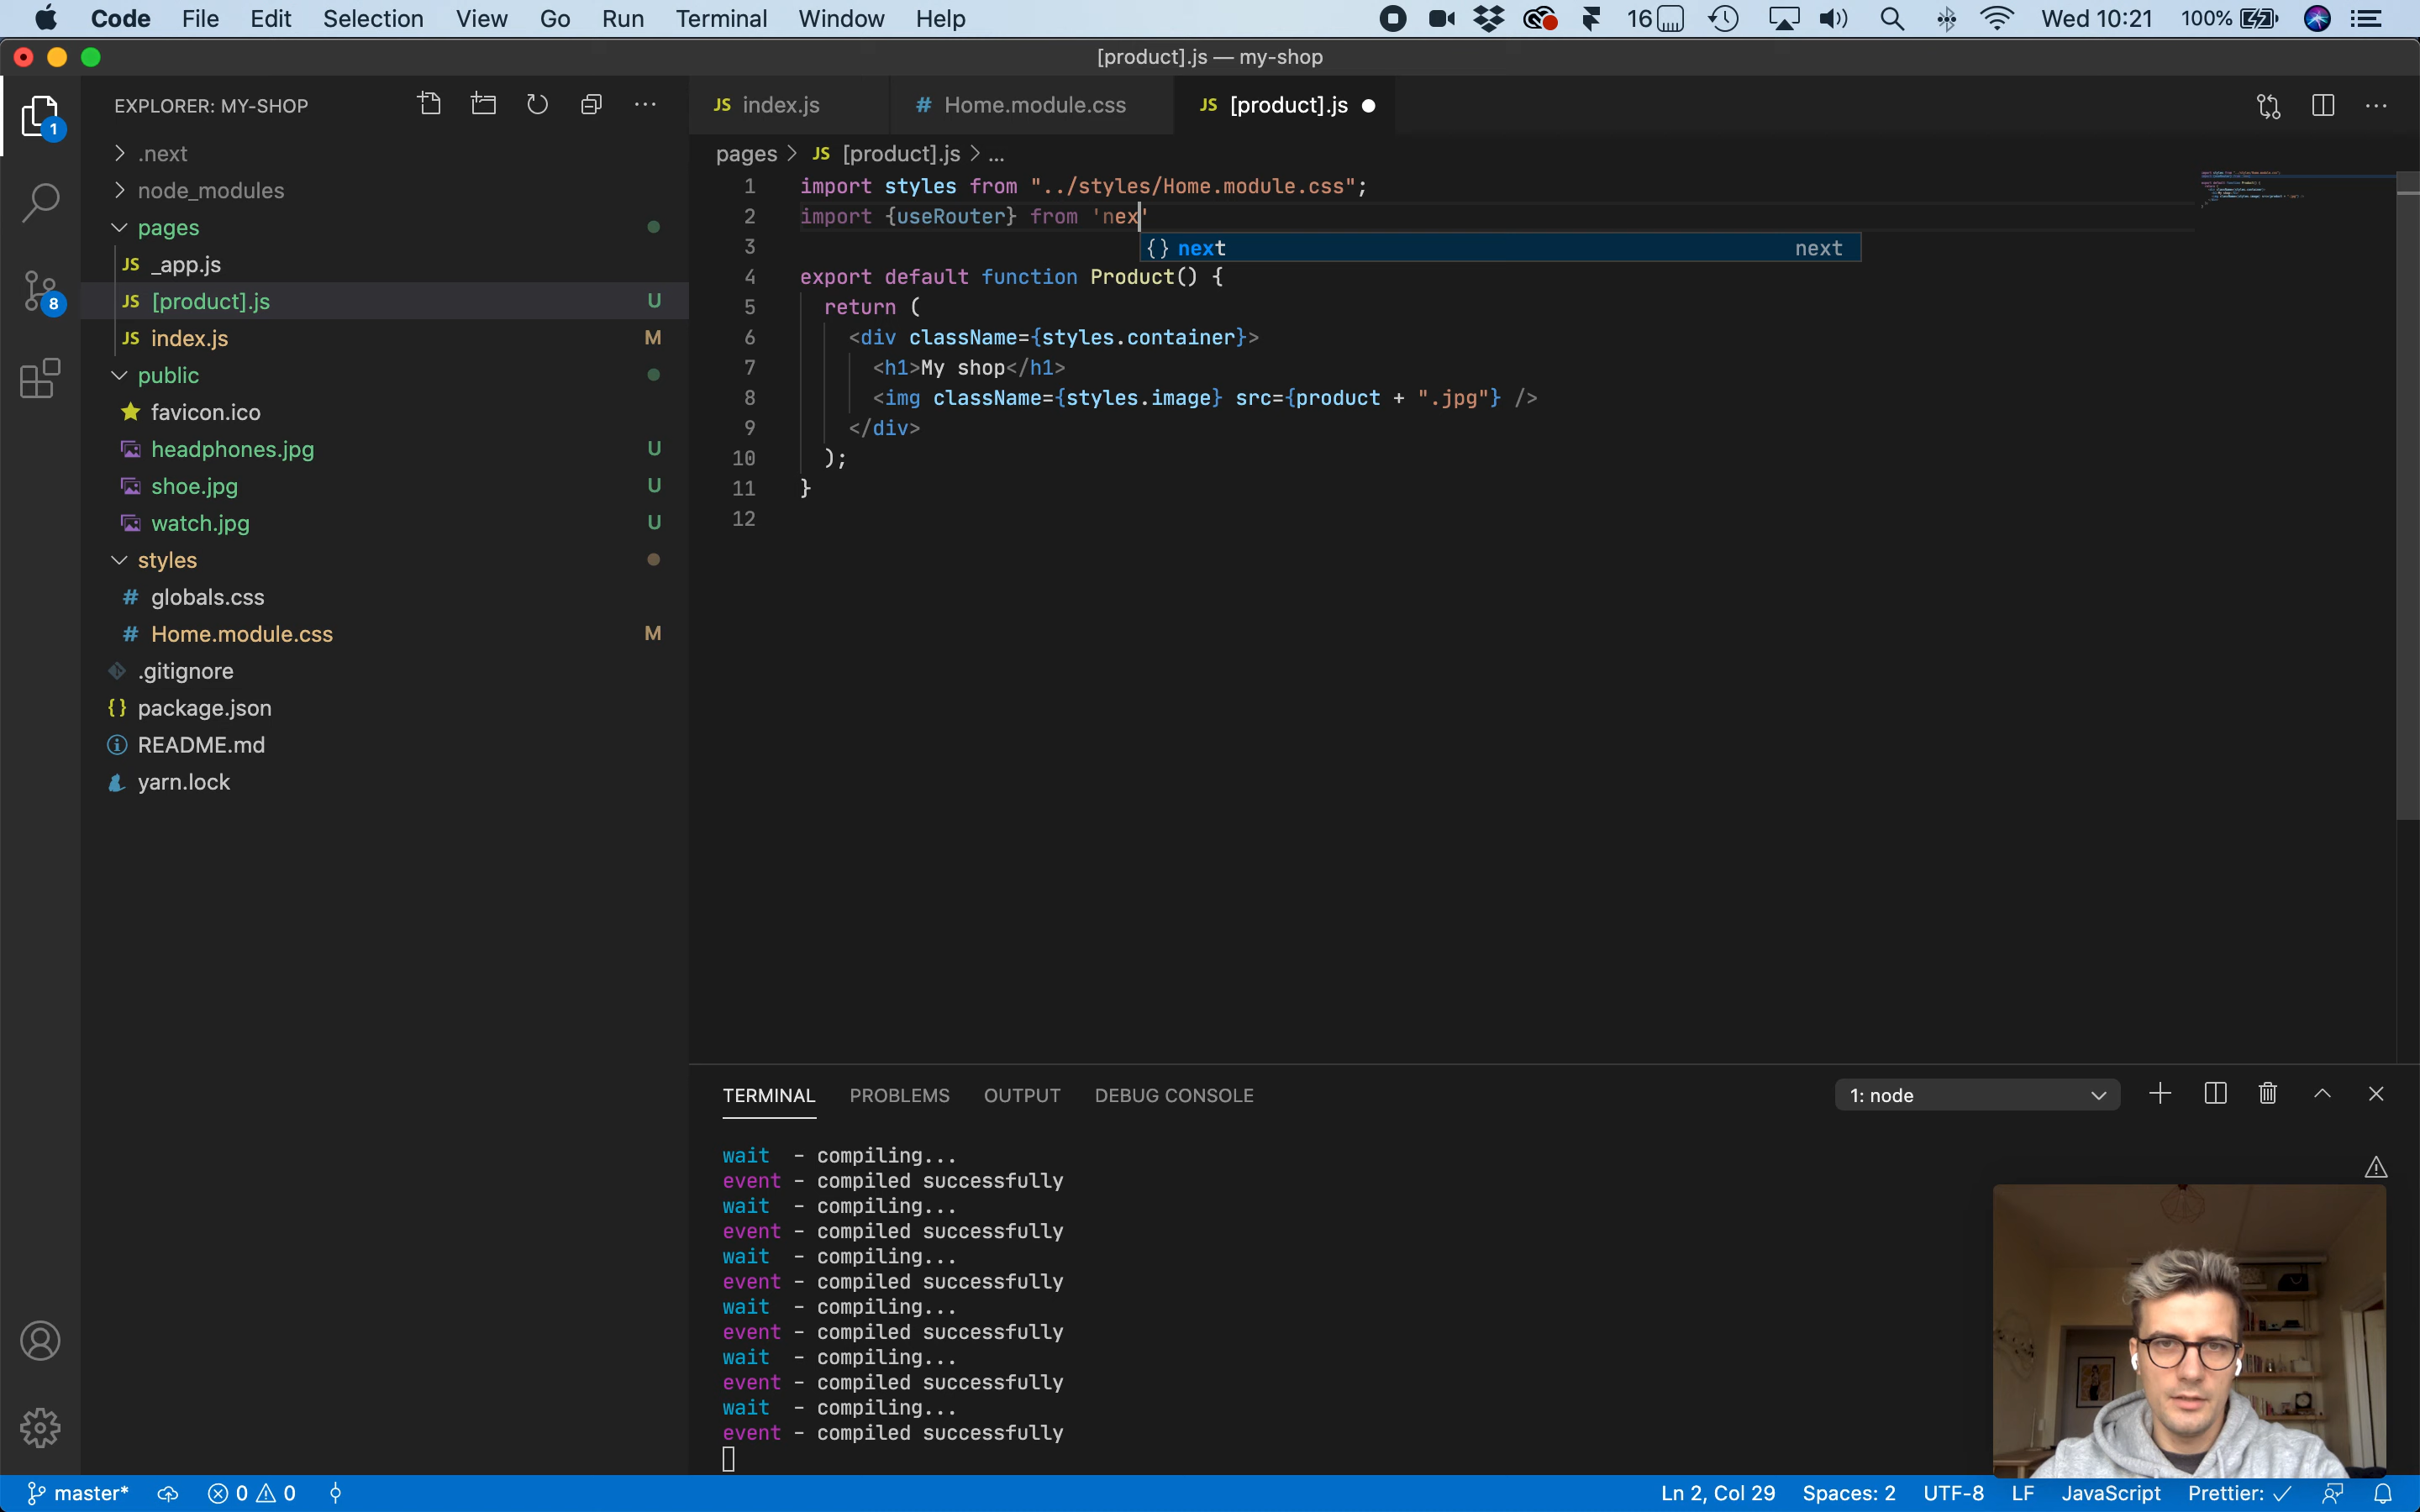 Code File Edit Selection View Go Run Terminal Window Help 16 Wed 10:21 100%
[product].js — my-shop
EXPLORER: MY-SHOP
1
8
.next
node_modules
pages
JS _app.js
JS [product].js U
JS index.js M
public
favicon.ico
headphones.jpg U
shoe.jpg U
watch.jpg U
styles
# globals.css
# Home.module.css M
.gitignore
{} package.json
README.md
yarn.lock
JS index.js # Home.module.css JS [product].js
pages > JS [product].js > ...
1 import styles from "../styles/Home.module.css";
2 import {useRouter} from 'nex'
{} next next
3
4 export default function Product() {
5 return (
6 <div className={styles.container}>
7 <h1>My shop</h1>
8 <img className={styles.image} src={product + ".jpg"} />
9 </div>
10 );
11 }
12
TERMINAL PROBLEMS OUTPUT DEBUG CONSOLE 1: node
wait - compiling...
event - compiled successfully
wait - compiling...
event - compiled successfully
wait - compiling...
event - compiled successfully
wait - compiling...
event - compiled successfully
wait - compiling...
event - compiled successfully
wait - compiling...
event - compiled successfully
master* 0 0 Ln 2, Col 29 Spaces: 2 UTF-8 LF JavaScript Prettier: ✓